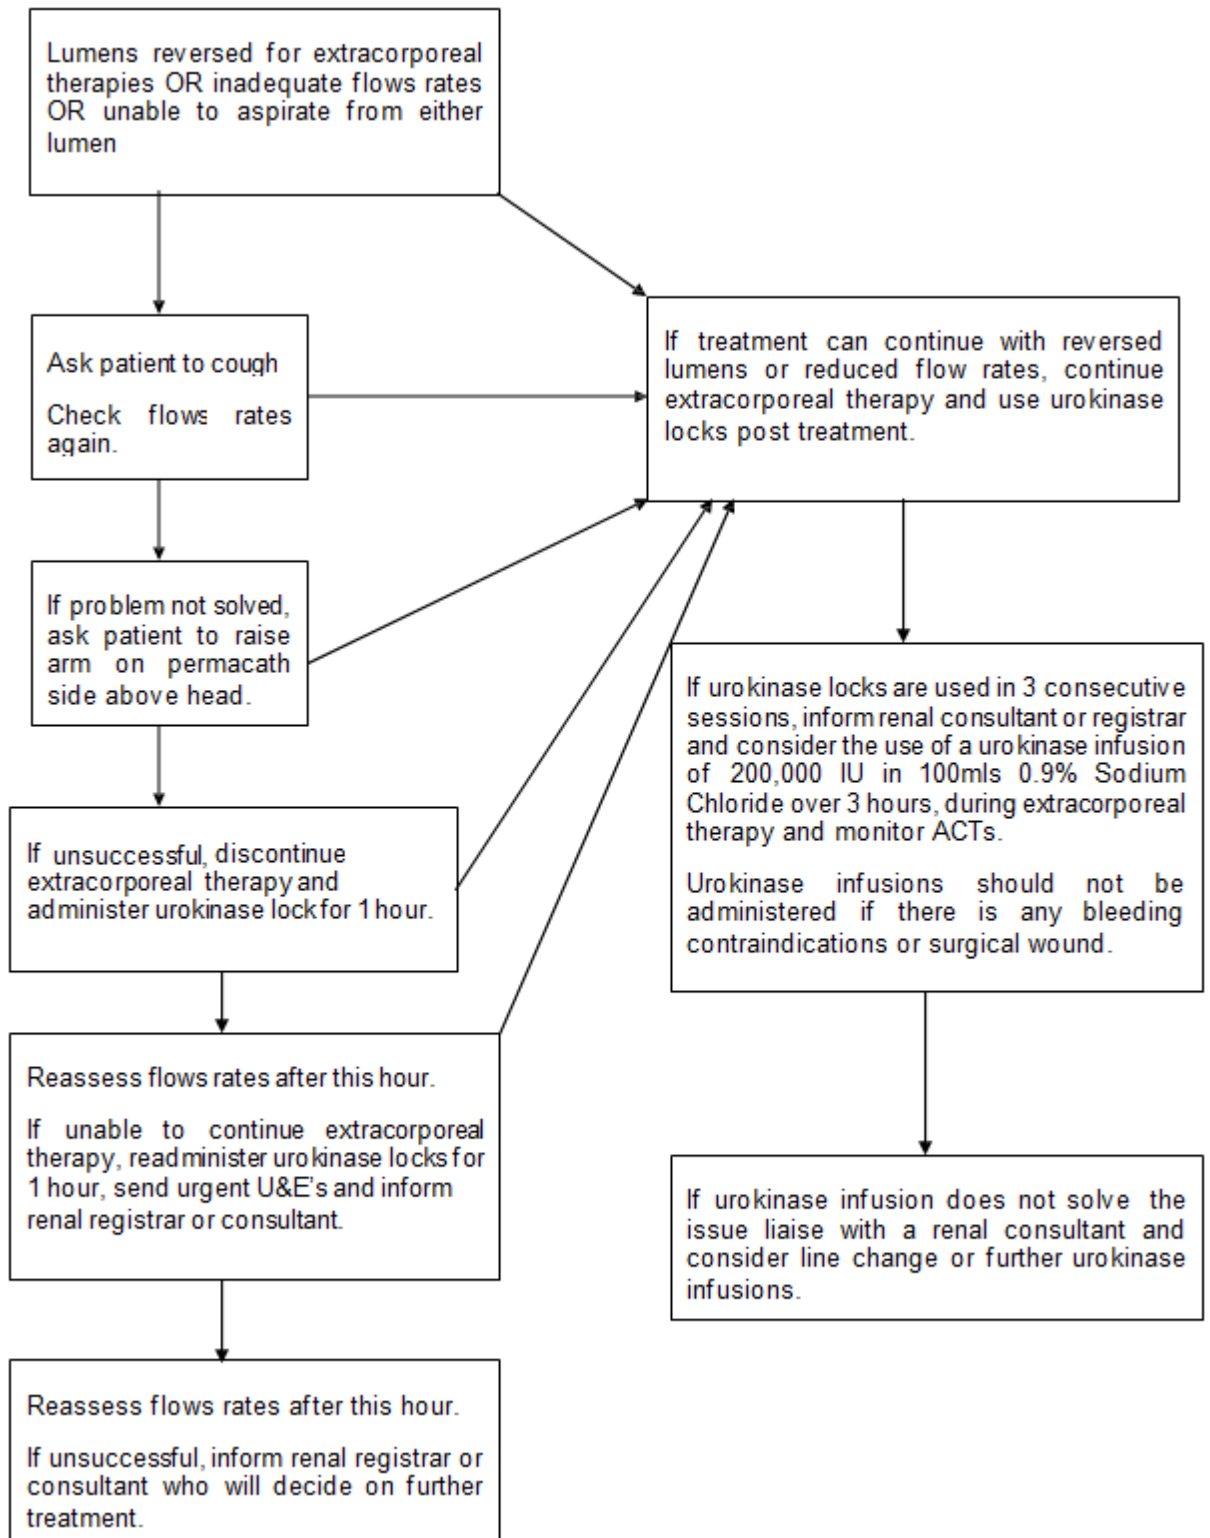 Lumens reversed for extracorporeal
therapies OR inadequate flows rates
OR unable to aspirate from either
lumen
Ask patient to cough
Check flows rates
again.
If problem not solved,
ask patient to raise
arm on permacath
side above head.
If unsuccessful, discontinue
extracorporeal therapy and
administer urokinase lock for 1 hour.
Reassess flows rates after this hour.
If unable to continue extracorporeal
therapy, readminister urokinase locks for
1 hour, send urgent U&E's and inform
renal registrar or consultant.
Reassess flows rates after this hour.
If unsuccessful, inform renal registrar or
consultant who will decide on further
treatment.
If treatment can continue with reversed
lumens or reduced flow rates, continue
extracorporeal therapy and use urokinase
locks post treatment.
If urokinase locks are used in 3 consecutive
sessions, inform renal consultant or registrar
and consider the use of a urokinase infusion
of 200,000 IU in 100mls 0.9% Sodium
Chloride over 3 hours, during extracorporeal
therapy and monitor ACTs.
Urokinase infusions should not be
administered if there is any bleeding
contraindications or surgical wound.
If urokinase infusion does not solve the
issue liaise with a renal consultant and
consider line change or further urokinase
infusions.